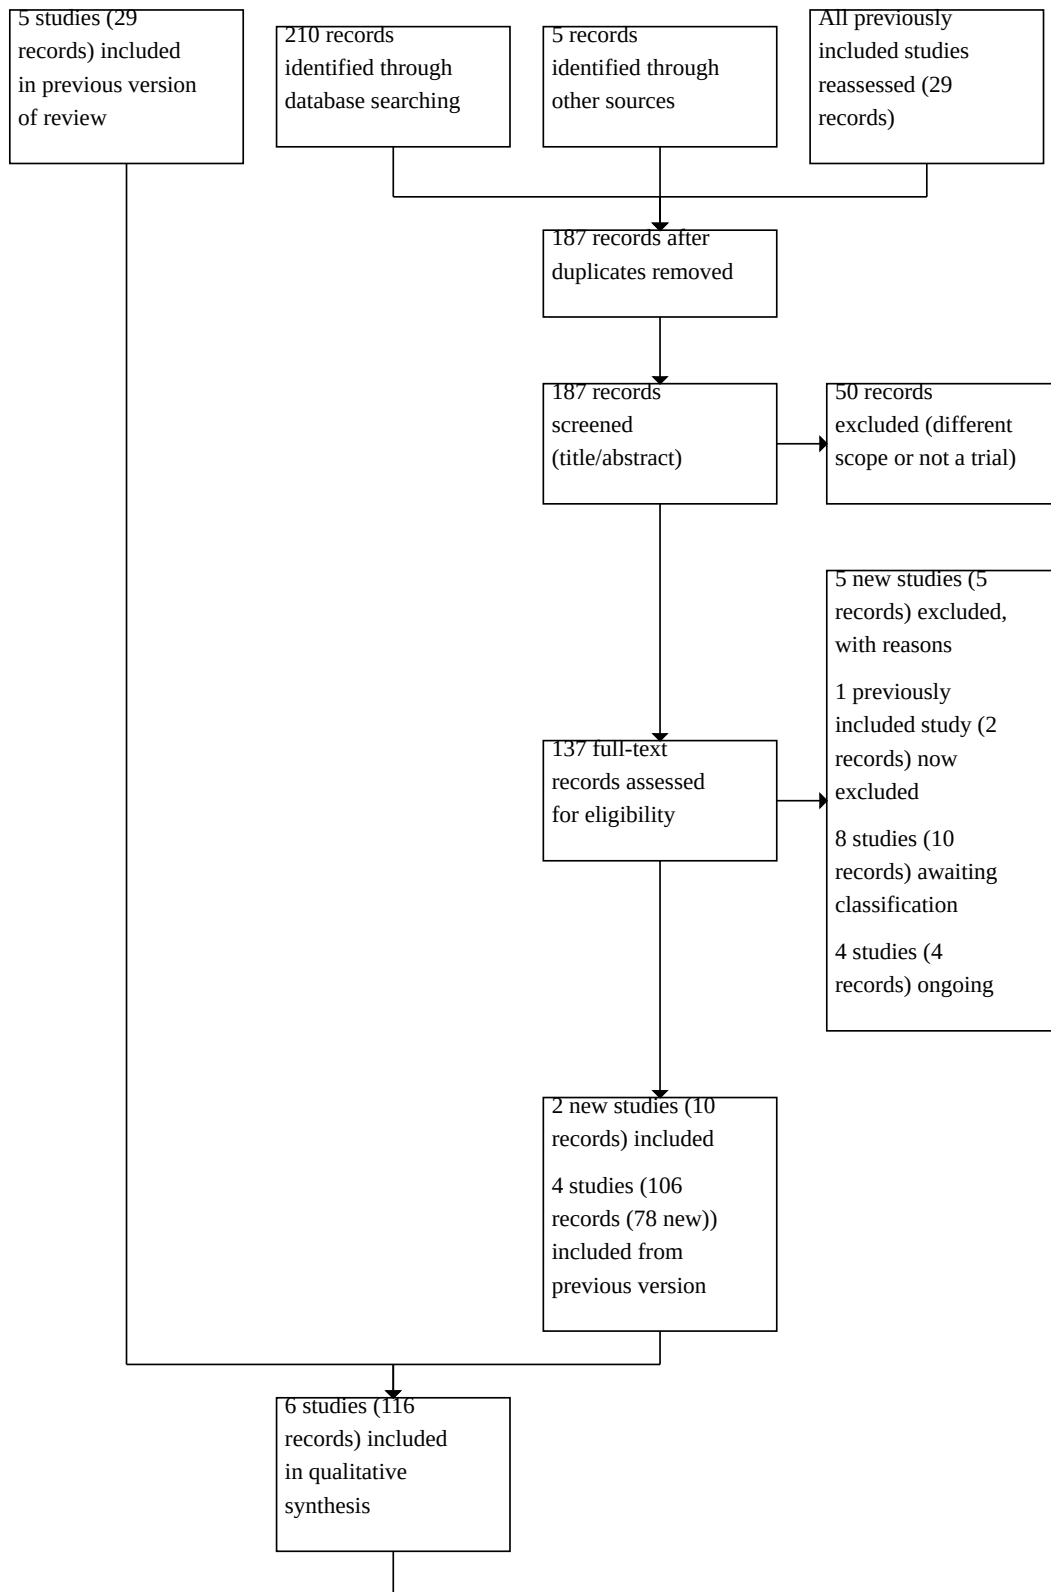 5 studies (29
records) included
in previous version
of review
210 records
identified through
database searching
5 records
identified through
other sources
All previously
included studies
reassessed (29
records)
187 records after
duplicates removed
187 records
screened
(title/abstract)
50 records
excluded (different
scope or not a trial)
5 new studies (5
records) excluded,
with reasons
1 previously
included study (2
records) now
excluded
8 studies (10
records) awaiting
classification
4 studies (4
records) ongoing
137 full-text
records assessed
for eligibility
2 new studies (10
records) included
4 studies (106
records (78 new))
included from
previous version
6 studies (116
records) included
in qualitative
synthesis